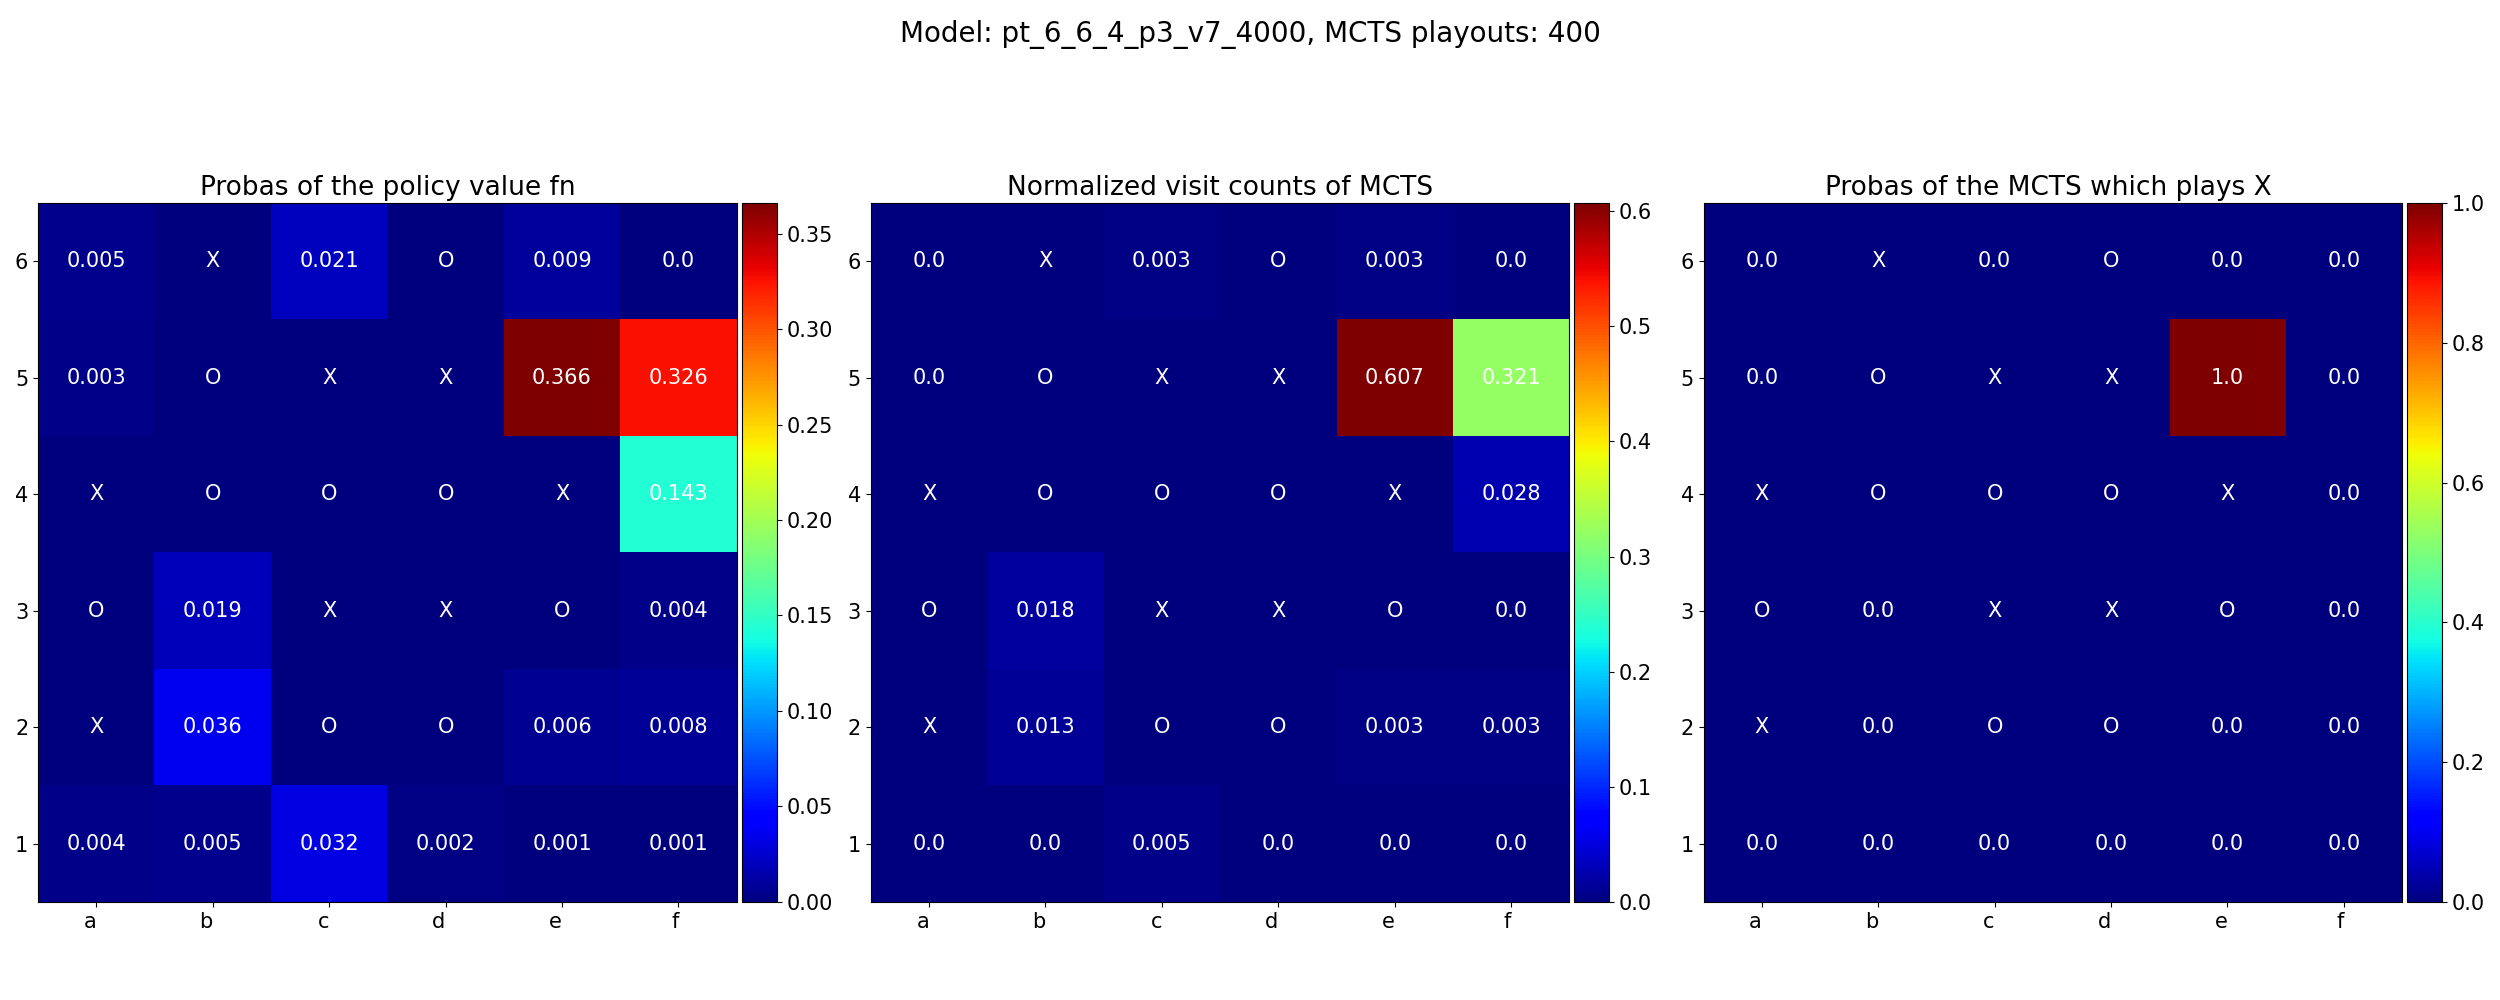 Model: pt_6_6_4_p3_v7_4000, MCTS playouts: 400
Probas of the policy value fn
6 0.005 X 0.021 O 0.009 0.0
5 0.003 O X X 0.366 0.326
4 X O O O X 0.143
3 O 0.019 X X O 0.004
2 X 0.036 O O 0.006 0.008
1 0.004 0.005 0.032 0.002 0.001 0.001
a b c d e f
0.35
0.30
0.25
0.20
0.15
0.10
0.05
0.00
Normalized visit counts of MCTS
6 0.0 X 0.003 O 0.003 0.0
5 0.0 O X X 0.607 0.321
4 X O O O X 0.028
3 O 0.018 X X O 0.0
2 X 0.013 O O 0.003 0.003
1 0.0 0.0 0.005 0.0 0.0 0.0
a b c d e f
0.6
0.5
0.4
0.3
0.2
0.1
0.0
Probas of the MCTS which plays X
6 0.0 X 0.0 O 0.0 0.0
5 0.0 O X X 1.0 0.0
4 X O O O X 0.0
3 O 0.0 X X O 0.0
2 X 0.0 O O 0.0 0.0
1 0.0 0.0 0.0 0.0 0.0 0.0
a b c d e f
1.0
0.8
0.6
0.4
0.2
0.0